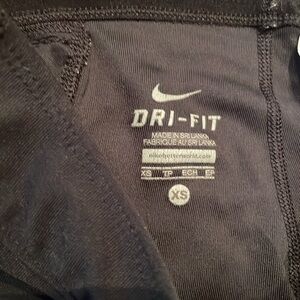 DRI-FIT
MADE IN SRI LANKA
FABRIQUE AU SRI LANKA
nikebetterworld.com
XS TP ECH EP
XS